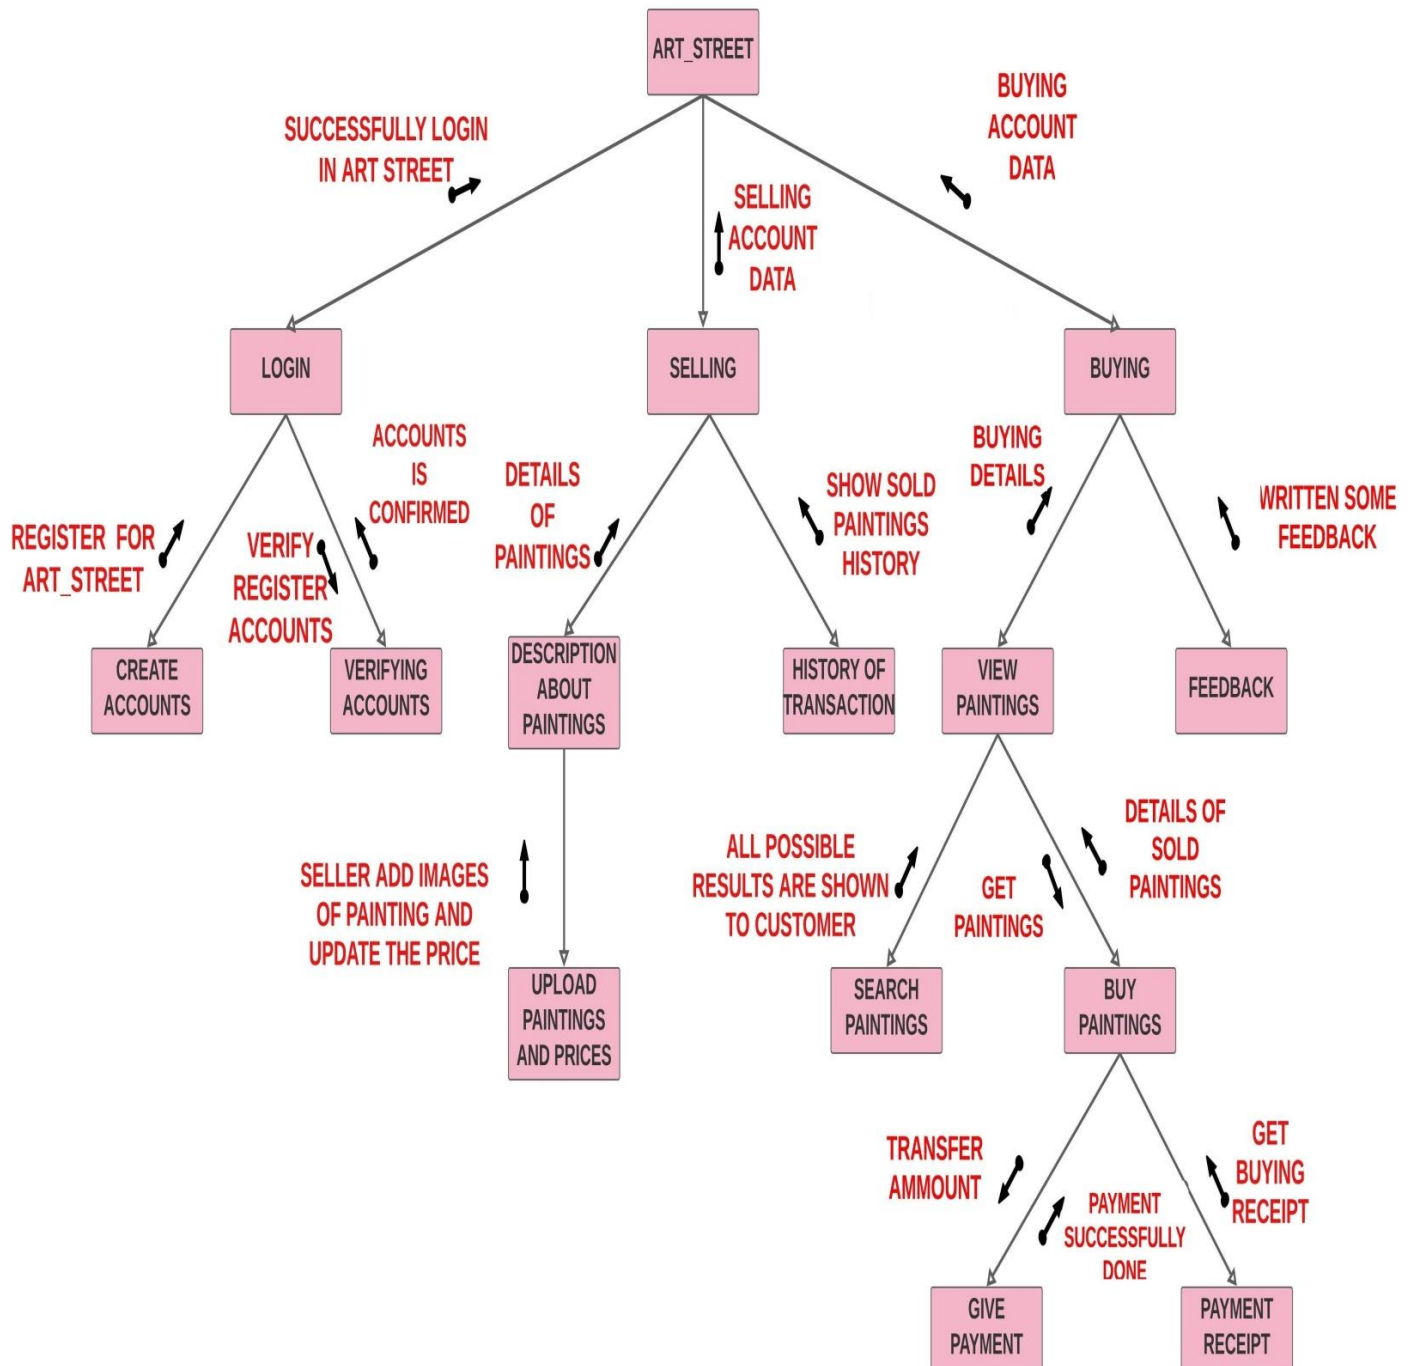 ART_STREET
SUCCESSFULLY LOGIN
IN ART STREET
SELLING
ACCOUNT
DATA
BUYING
ACCOUNT
DATA
LOGIN
SELLING
BUYING
REGISTER  FOR
ART_STREET
VERIFY
REGISTER
ACCOUNTS
ACCOUNTS
IS
CONFIRMED
DETAILS
OF
PAINTINGS
SHOW SOLD
PAINTINGS
HISTORY
BUYING
DETAILS
WRITTEN SOME
FEEDBACK
CREATE
ACCOUNTS
VERIFYING
ACCOUNTS
DESCRIPTION
ABOUT
PAINTINGS
HISTORY OF
TRANSACTION
VIEW
PAINTINGS
FEEDBACK
SELLER ADD IMAGES
OF PAINTING AND
UPDATE THE PRICE
ALL POSSIBLE
RESULTS ARE SHOWN
TO CUSTOMER
GET
PAINTINGS
DETAILS OF
SOLD
PAINTINGS
UPLOAD
PAINTINGS
AND PRICES
SEARCH
PAINTINGS
BUY
PAINTINGS
TRANSFER
AMMOUNT
PAYMENT
SUCCESSFULLY
DONE
GET
BUYING
RECEIPT
GIVE
PAYMENT
PAYMENT
RECEIPT